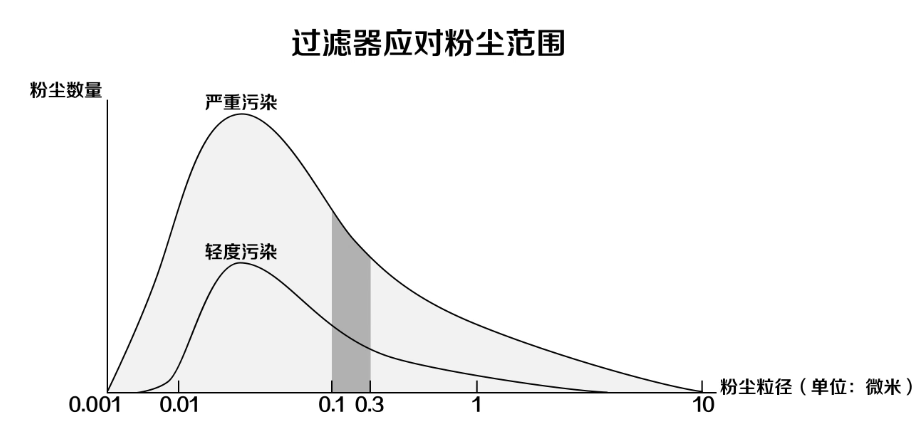 过滤器应对粉尘范围
粉尘数量
严重污染
轻度污染
0.001 0.01 0.1 0.3 1 10
粉尘粒径（单位：微米）